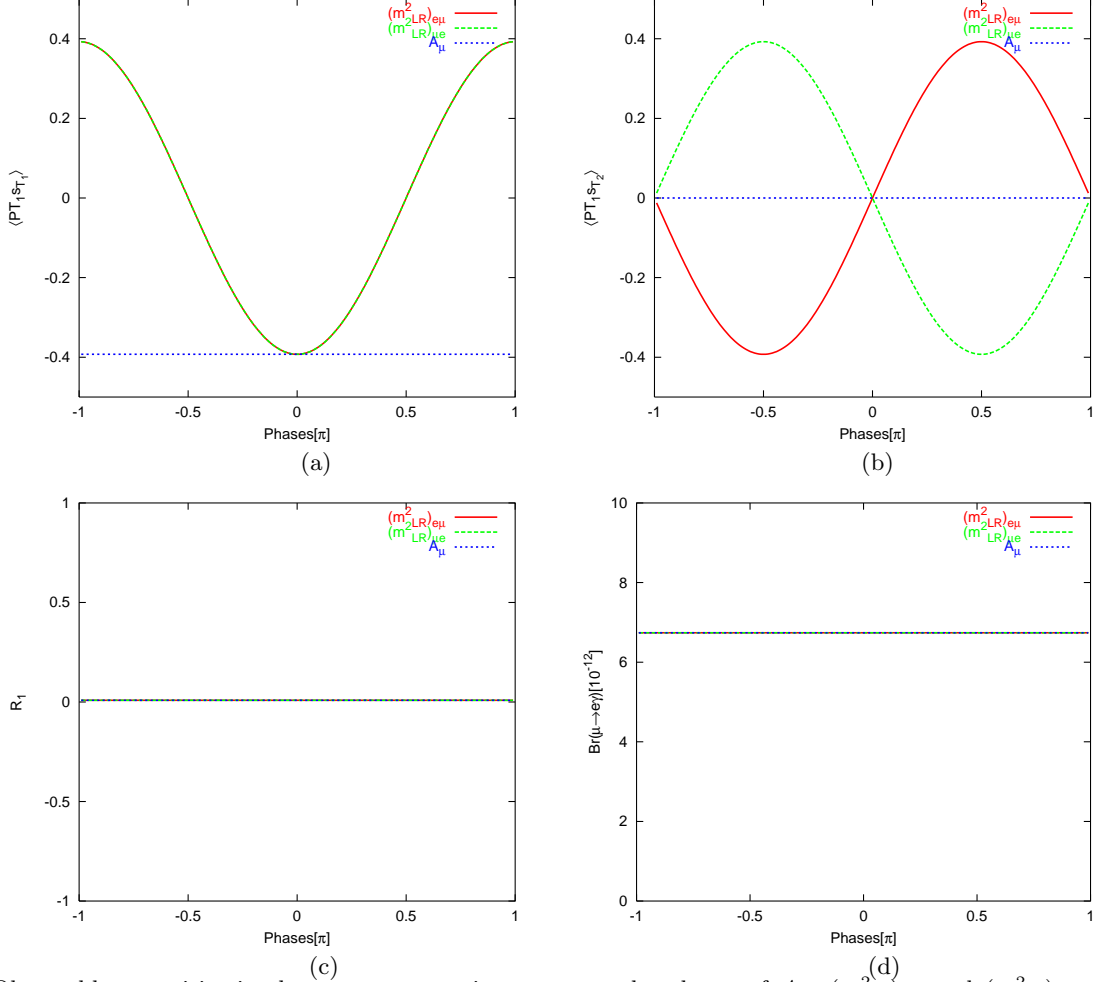 (m²LR)eμ
(m²LR)μe
Aμ
0.4
0.2
0
-0.2
-0.4
⟨PT₁s_T₁⟩
-1 -0.5 0 0.5 1
Phases[π]
(a)
(m²LR)eμ
(m²LR)μe
Aμ
0.4
0.2
0
-0.2
-0.4
⟨PT₁s_T₂⟩
-1 -0.5 0 0.5 1
Phases[π]
(b)
(m²LR)eμ
(m²LR)μe
Aμ
1
0.5
0
-0.5
-1
R₁
-1 -0.5 0 0.5 1
Phases[π]
(c)
(m²LR)eμ
(m²LR)μe
Aμ
10
8
6
4
2
0
Br(μ→eγ)[10⁻¹²]
-1 -0.5 0 0.5 1
Phases[π]
(d)